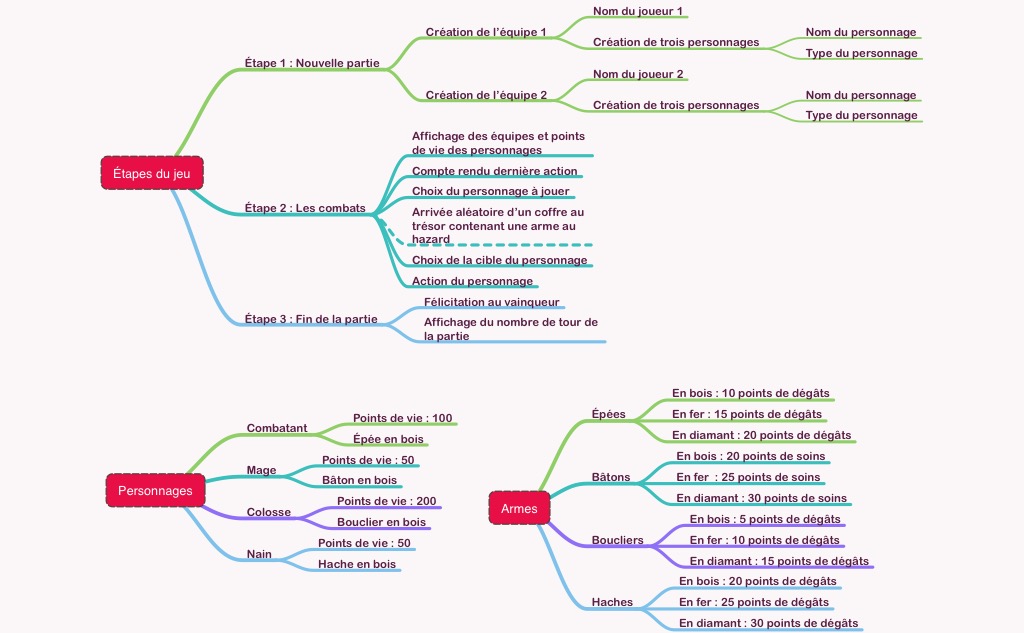 Étapes du jeu
Étape 1 : Nouvelle partie
Création de l'équipe 1
Nom du joueur 1
Création de trois personnages
Nom du personnage
Type du personnage
Création de l'équipe 2
Nom du joueur 2
Création de trois personnages
Nom du personnage
Type du personnage
Étape 2 : Les combats
Affichage des équipes et points
de vie des personnages
Compte rendu dernière action
Choix du personnage à jouer
Arrivée aléatoire d'un coffre au
trésor contenant une arme au
hazard
Choix de la cible du personnage
Action du personnage
Étape 3 : Fin de la partie
Félicitation au vainqueur
Affichage du nombre de tour de
la partie
Personnages
Combatant
Points de vie : 100
Épée en bois
Mage
Points de vie : 50
Bâton en bois
Colosse
Points de vie : 200
Bouclier en bois
Nain
Points de vie : 50
Hache en bois
Armes
Épées
En bois : 10 points de dégâts
En fer : 15 points de dégâts
En diamant : 20 points de dégâts
Bâtons
En bois : 20 points de soins
En fer  : 25 points de soins
En diamant : 30 points de soins
Boucliers
En bois : 5 points de dégâts
En fer : 10 points de dégâts
En diamant : 15 points de dégâts
Haches
En bois : 20 points de dégâts
En fer : 25 points de dégâts
En diamant : 30 points de dégâts